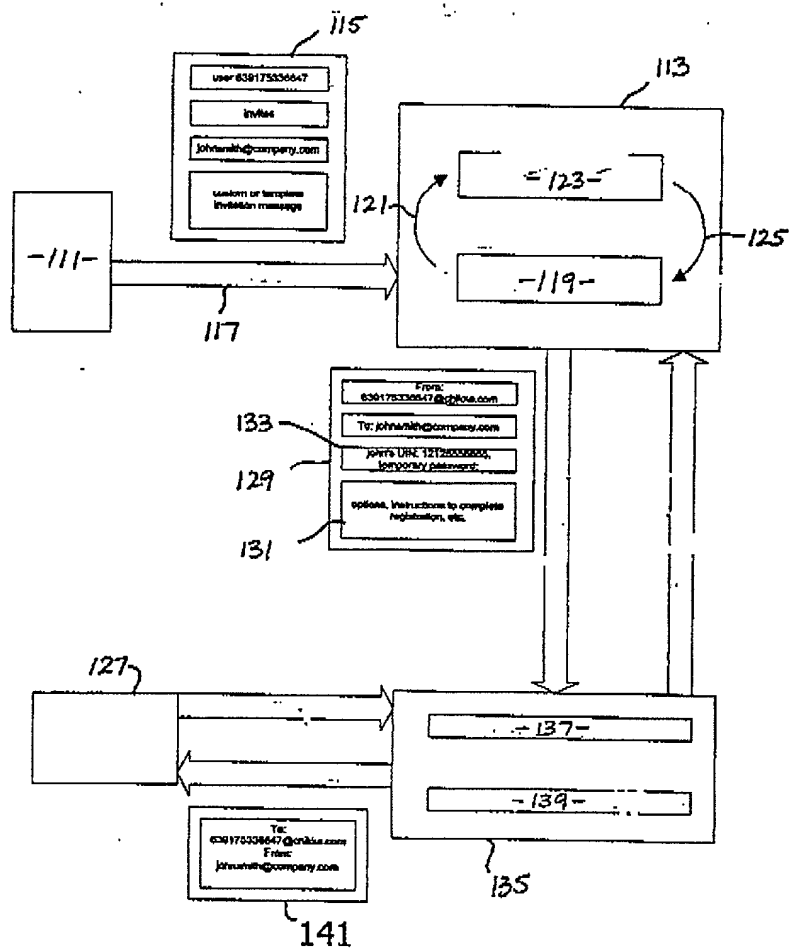 115
user 639175336647
invites
johnsmith@company.com
custom or template
invitation message
113
-123-
121
125
-119-
-111-
117
From:
639175336647@chikka.com
To: johnsmith@company.com
133
john's UIN: 12125555555,
temporary password:
129
options, instructions to complete
registration, etc.
131
127
-137-
-139-
To:
639175336647@chikka.com
From:
johnsmith@company.com
135
141